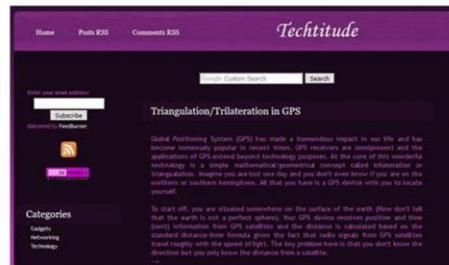 Home Posts RSS Comments RSS Techtitude
Google Custom Search Search
Enter your email address:
Subscribe
Delivered by FeedBurner
Triangulation/Trilateration in GPS
Global Positioning System (GPS) has made a tremendous impact in our life and has
become immensely popular in recent times. GPS receivers are omnipresent and the
applications of GPS extend beyond technology purposes. At the core of this wonderful
technology is a simple mathematical/geometrical concept called trilateration or
triangulation. Imagine you are lost one day and you don't even know if you are on the
northern or southern hemisphere. All that you have is a GPS device with you to locate
yourself.
To start off, you are situated somewhere on the surface of the earth (Now don't tell
that the earth is not a perfect sphere). Your GPS device receives position and time
(sent) information from GPS satellites and the distance is calculated based on the
standard distance-time formula given the fact that radio signals from GPS satellites
travel roughly with the speed of light. The key problem here is that you don't know the
direction but you only know the distance from a satellite.
Categories
Gadgets
Networking
Technology